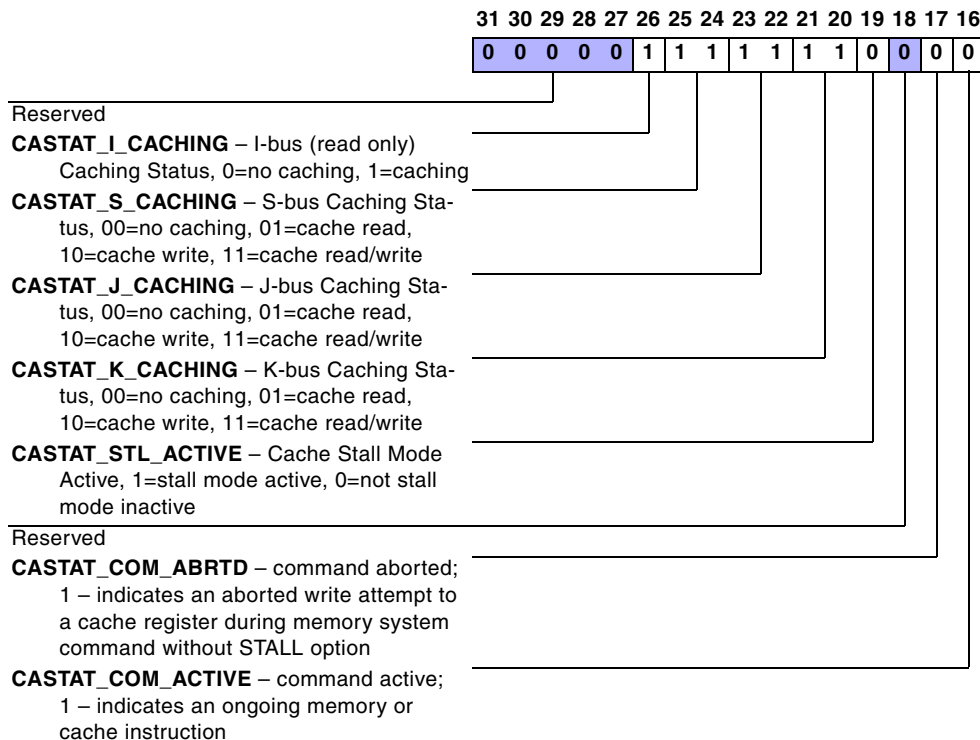 31 30 29 28 27 26 25 24 23 22 21 20 19 18 17 16
0 0 0 0 0 1 1 1 1 1 1 1 0 0 0 0
Reserved
CASTAT_I_CACHING – I-bus (read only)
Caching Status, 0=no caching, 1=caching
CASTAT_S_CACHING – S-bus Caching Sta-
tus, 00=no caching, 01=cache read,
10=cache write, 11=cache read/write
CASTAT_J_CACHING – J-bus Caching Sta-
tus, 00=no caching, 01=cache read,
10=cache write, 11=cache read/write
CASTAT_K_CACHING – K-bus Caching Sta-
tus, 00=no caching, 01=cache read,
10=cache write, 11=cache read/write
CASTAT_STL_ACTIVE – Cache Stall Mode
Active, 1=stall mode active, 0=not stall
mode inactive
Reserved
CASTAT_COM_ABRTD – command aborted;
1 – indicates an aborted write attempt to
a cache register during memory system
command without STALL option
CASTAT_COM_ACTIVE – command active;
1 – indicates an ongoing memory or
cache instruction